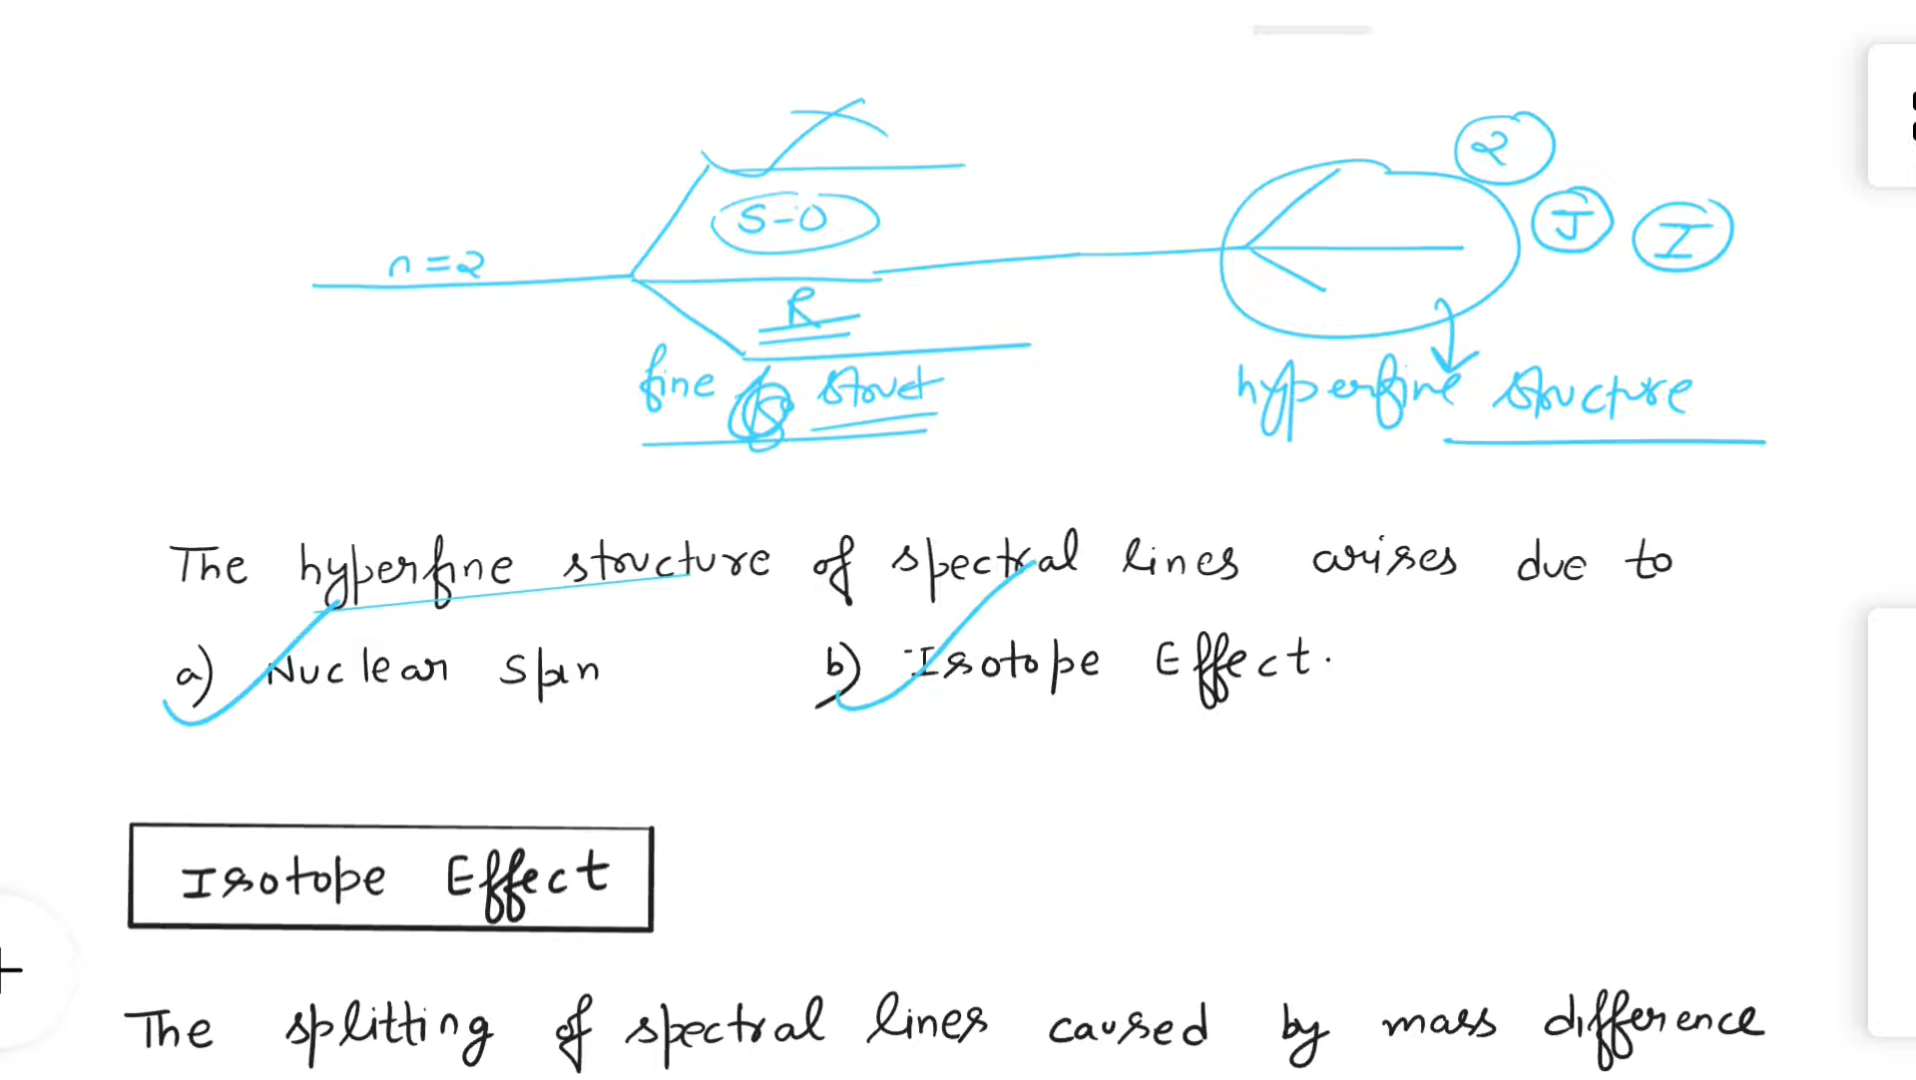 2
S-O
J I
n=2
R
fine struct
hyperfine structure
The hyperfine structure of spectral lines arises due to
a) Nuclear Spin b) Isotope Effect.
Isotope Effect
The splitting of spectral lines caused by mass difference